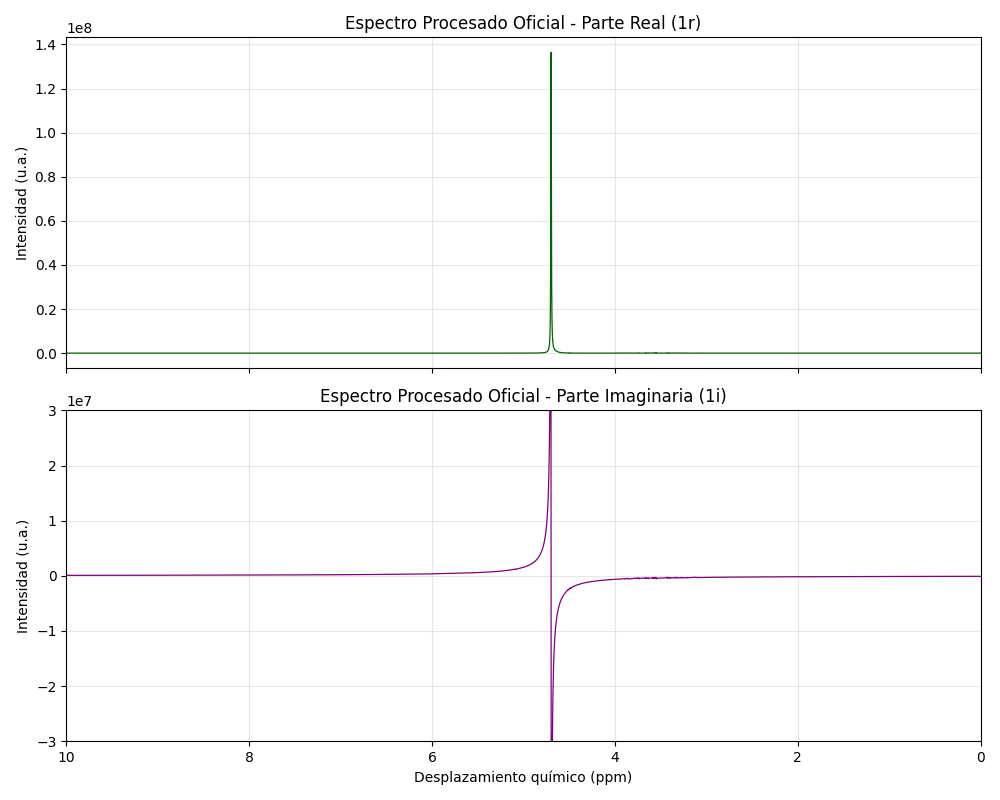 Espectro Procesado Oficial - Parte Real (1r)
1e8
1.4
1.2
1.0
0.8
0.6
0.4
0.2
0.0
Intensidad (u.a.)
Espectro Procesado Oficial - Parte Imaginaria (1i)
1e7
3
2
1
0
−1
−2
−3
Intensidad (u.a.)
10 8 6 4 2 0
Desplazamiento químico (ppm)